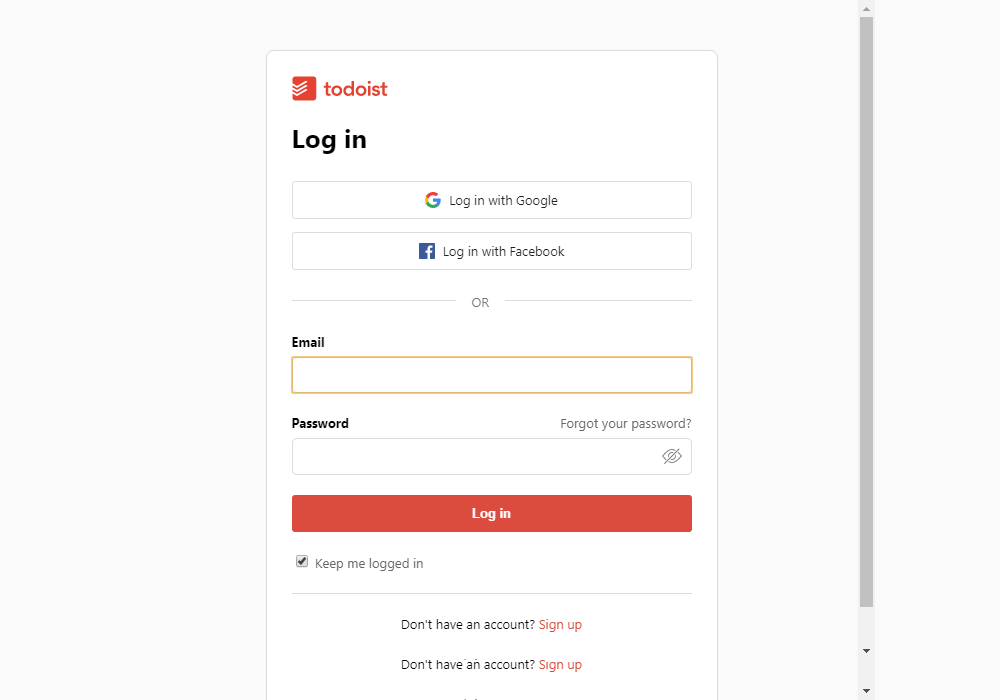 todoist
Log in
Log in with Google
Log in with Facebook
OR
Email
Password Forgot your password?
Log in
Keep me logged in
Don't have an account? Sign up
Don't have an account? Sign up